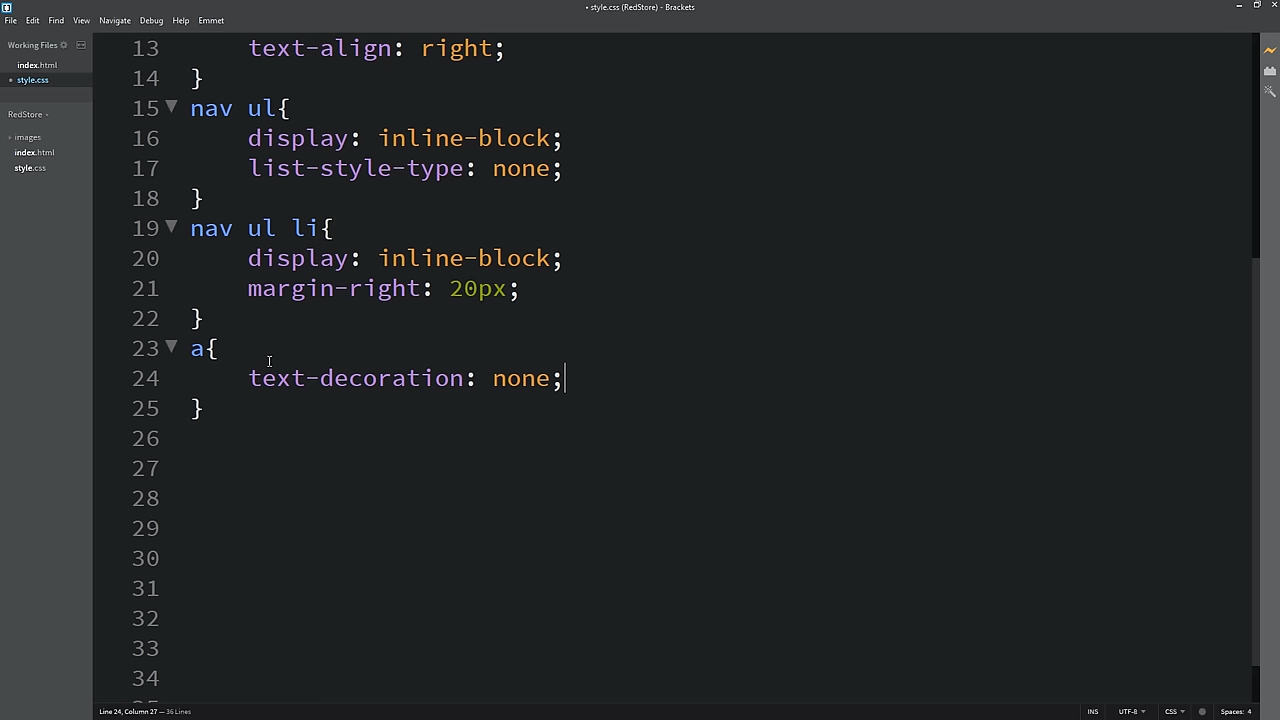 • style.css (RedStore) - Brackets
File Edit Find View Navigate Debug Help Emmet
Working Files
index.html
• style.css
RedStore
images
index.html
style.css
13 text-align: right;
14 }
15 nav ul{
16 display: inline-block;
17 list-style-type: none;
18 }
19 nav ul li{
20 display: inline-block;
21 margin-right: 20px;
22 }
23 a{
24 text-decoration: none;
25 }
26
27
28
29
30
31
32
33
34
Line 24, Column 27 — 36 Lines
INS UTF-8 CSS Spaces: 4